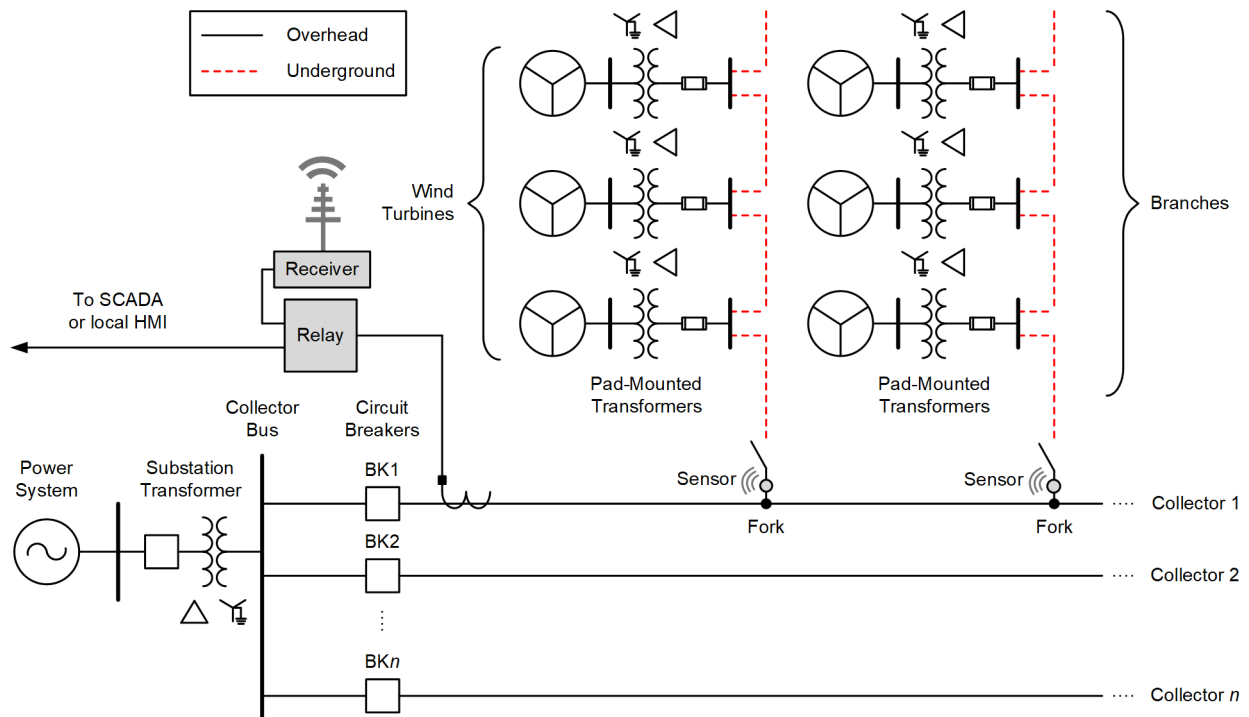 Overhead
Underground
Wind
Turbines
Branches
Receiver
To SCADA
or local HMI
Relay
Pad-Mounted
Transformers
Pad-Mounted
Transformers
Collector
Bus
Circuit
Breakers
Power
System
Substation
Transformer
BK1
Sensor
Sensor
Collector 1
Fork
Fork
BK2
Collector 2
BKn
Collector n